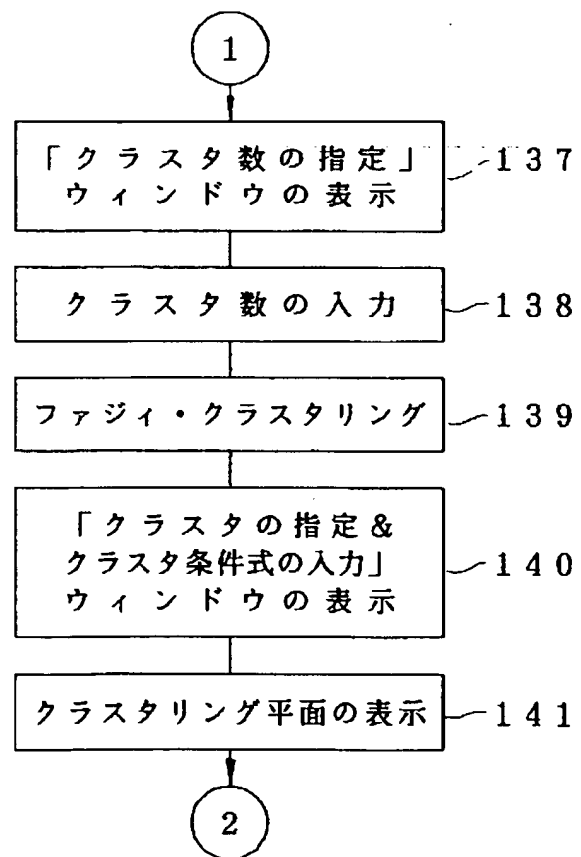 1
「クラスタ数の指定」
ウィンドウの表示
137
クラスタ数の入力
138
ファジィ・クラスタリング
139
「クラスタの指定&
クラスタ条件式の入力」
ウィンドウの表示
140
クラスタリング平面の表示
141
2